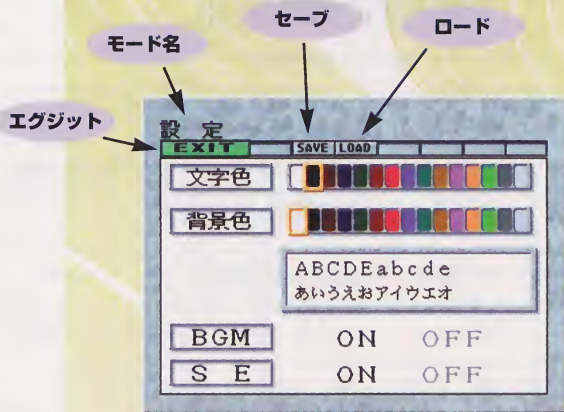 セーブ
ロード
モード名
エグジット
設 定
EXIT SAVE LOAD
文字色
背景色
ABCDEabcde
あいうえおアイウエオ
BGM ON OFF
S E ON OFF